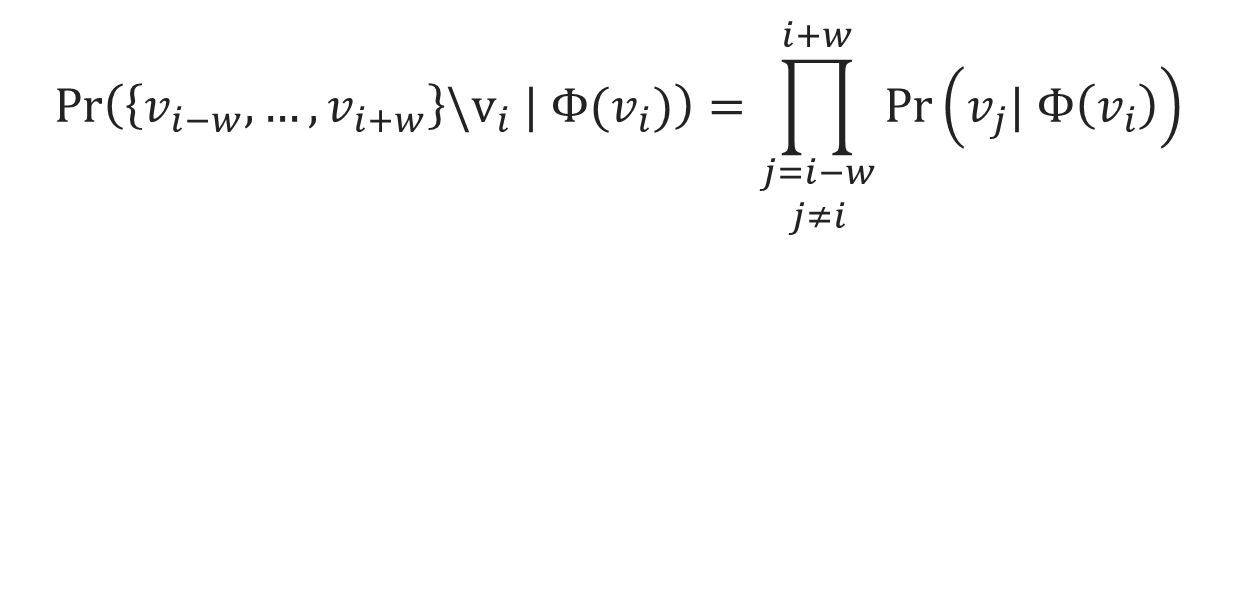 Pr({v_{i−w}, … , v_{i+w}}\v_i | Φ(v_i)) = ∏_{j=i−w, j≠i}^{i+w} Pr(v_j| Φ(v_i))